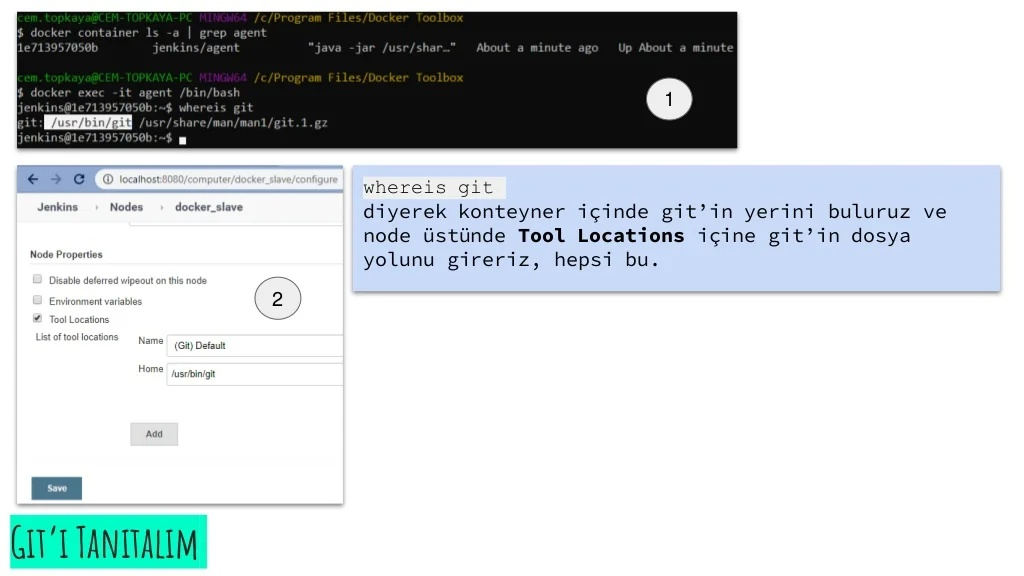 cem.topkaya@CEM-TOPKAYA-PC MINGW64 /c/Program Files/Docker Toolbox
$ docker container ls -a | grep agent
1e713957050b jenkins/agent "java -jar /usr/shar…" About a minute ago Up About a minute
cem.topkaya@CEM-TOPKAYA-PC MINGW64 /c/Program Files/Docker Toolbox
$ docker exec -it agent /bin/bash
jenkins@1e713957050b:~$ whereis git
git: /usr/bin/git /usr/share/man/man1/git.1.gz
jenkins@1e713957050b:~$
1
localhost:8080/computer/docker_slave/configure
Jenkins › Nodes › docker_slave
Node Properties
Disable deferred wipeout on this node
Environment variables
Tool Locations
List of tool locations
Name (Git) Default
Home /usr/bin/git
Add
Save
2
whereis git
diyerek konteyner içinde git’in yerini buluruz ve
node üstünde Tool Locations içine git’in dosya
yolunu gireriz, hepsi bu.
Git’i Tanıtalım